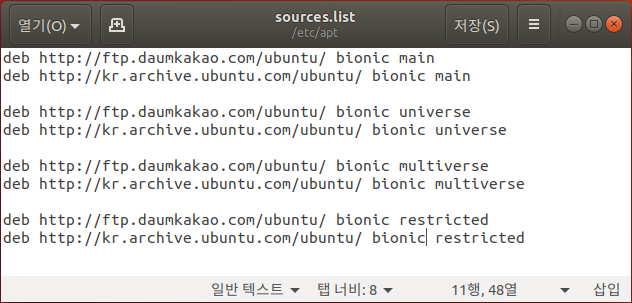 열기(O)
sources.list
/etc/apt
저장(S)
deb http://ftp.daumkakao.com/ubuntu/ bionic main
deb http://kr.archive.ubuntu.com/ubuntu/ bionic main
deb http://ftp.daumkakao.com/ubuntu/ bionic universe
deb http://kr.archive.ubuntu.com/ubuntu/ bionic universe
deb http://ftp.daumkakao.com/ubuntu/ bionic multiverse
deb http://kr.archive.ubuntu.com/ubuntu/ bionic multiverse
deb http://ftp.daumkakao.com/ubuntu/ bionic restricted
deb http://kr.archive.ubuntu.com/ubuntu/ bionic restricted
일반 텍스트 탭 너비: 8 11행, 48열 삽입